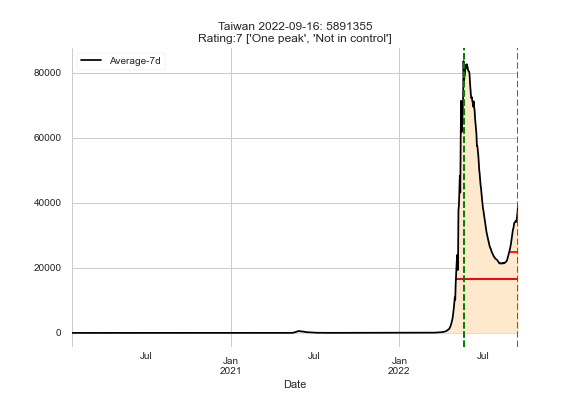 Taiwan 2022-09-16: 5891355
Rating:7 ['One peak', 'Not in control']
Average-7d
80000
60000
40000
20000
0
Jul
Jan
2021
Jul
Jan
2022
Jul
Date